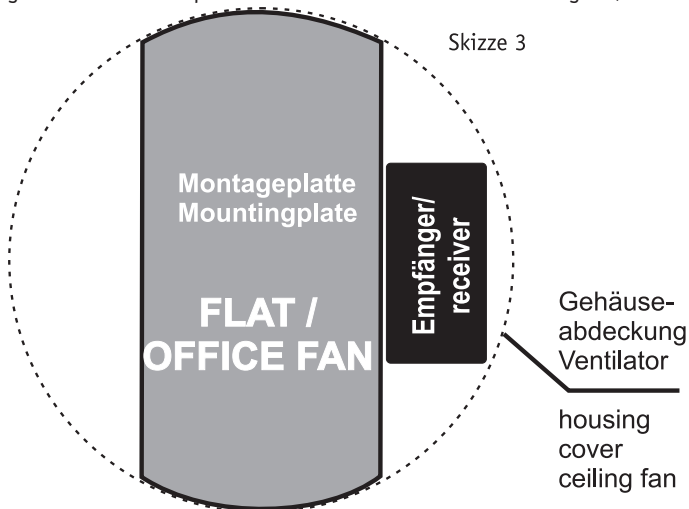 Skizze 3
Montageplatte
Mountingplate
FLAT /
OFFICE FAN
Empfänger/
receiver
Gehäuse-
abdeckung
Ventilator
housing
cover
ceiling fan